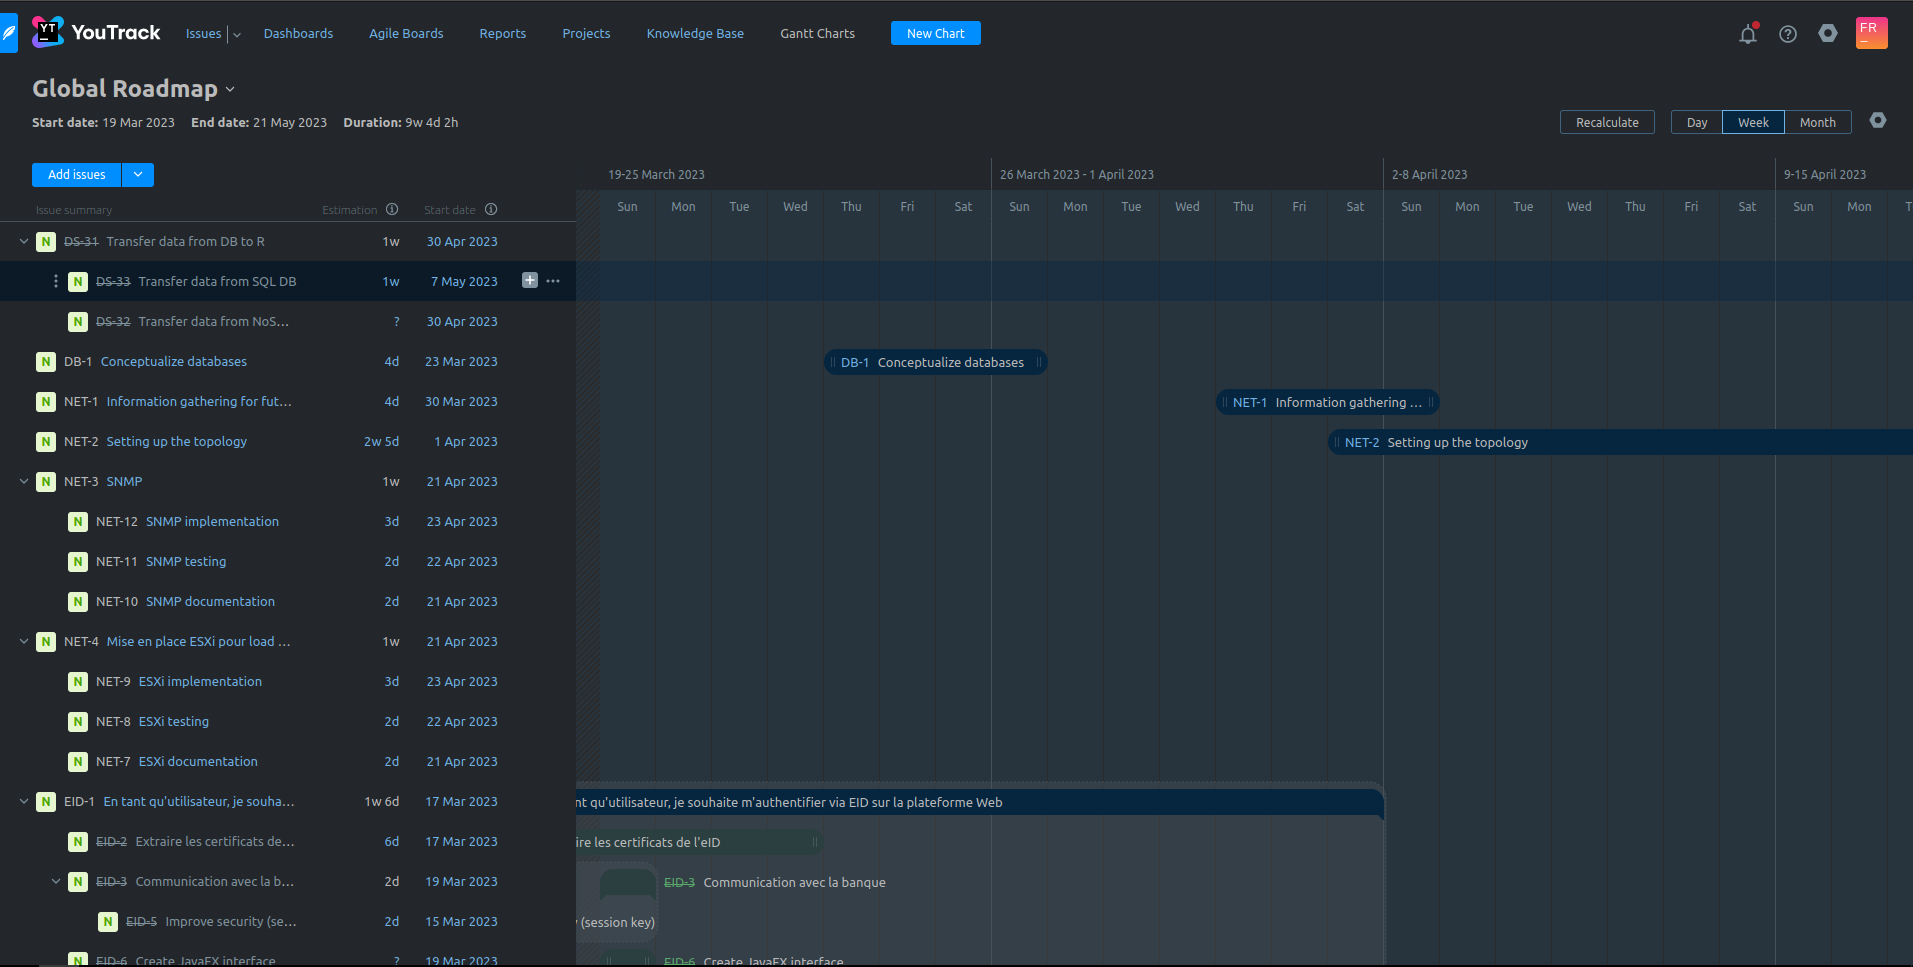 YT YouTrack Issues Dashboards Agile Boards Reports Projects Knowledge Base Gantt Charts New Chart FR
Global Roadmap
Start date: 19 Mar 2023 End date: 21 May 2023 Duration: 9w 4d 2h
Recalculate Day Week Month
Add issues
19-25 March 2023 26 March 2023 - 1 April 2023 2-8 April 2023 9-15 April 2023
Issue summary Estimation Start date
Sun Mon Tue Wed Thu Fri Sat Sun Mon Tue Wed Thu Fri Sat Sun Mon Tue Wed Thu Fri Sat Sun Mon T
N DS-31 Transfer data from DB to R 1w 30 Apr 2023
N DS-33 Transfer data from SQL DB 1w 7 May 2023
N DS-32 Transfer data from NoS... ? 30 Apr 2023
N DB-1 Conceptualize databases 4d 23 Mar 2023 DB-1 Conceptualize databases
N NET-1 Information gathering for fut... 4d 30 Mar 2023 NET-1 Information gathering ...
N NET-2 Setting up the topology 2w 5d 1 Apr 2023 NET-2 Setting up the topology
N NET-3 SNMP 1w 21 Apr 2023
N NET-12 SNMP implementation 3d 23 Apr 2023
N NET-11 SNMP testing 2d 22 Apr 2023
N NET-10 SNMP documentation 2d 21 Apr 2023
N NET-4 Mise en place ESXi pour load ... 1w 21 Apr 2023
N NET-9 ESXi implementation 3d 23 Apr 2023
N NET-8 ESXi testing 2d 22 Apr 2023
N NET-7 ESXi documentation 2d 21 Apr 2023
N EID-1 En tant qu'utilisateur, je souha... 1w 6d 17 Mar 2023 nt qu'utilisateur, je souhaite m'authentifier via EID sur la plateforme Web
N EID-2 Extraire les certificats de... 6d 17 Mar 2023 ire les certificats de l'eID
N EID-3 Communication avec la b... 2d 19 Mar 2023 EID-3 Communication avec la banque
N EID-5 Improve security (se... 2d 15 Mar 2023 y (session key)
N EID-6 Create JavaFX interface ? 19 Mar 2023 EID-6 Create JavaFX interface